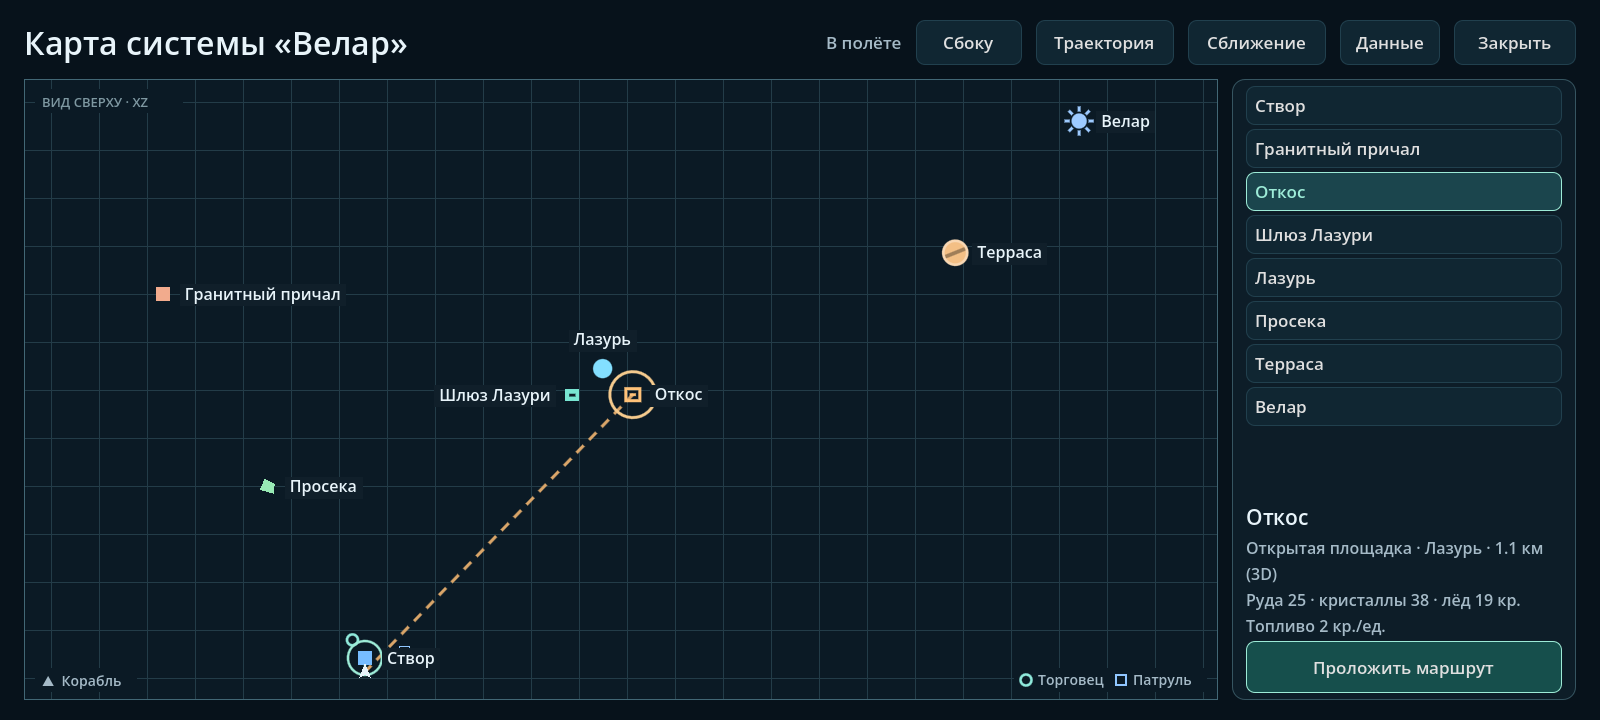 Карта системы «Велар»
В полёте
Сбоку
Траектория
Сближение
Данные
Закрыть
ВИД СВЕРХУ · XZ
Велар
Терраса
Гранитный причал
Лазурь
Шлюз Лазури
Откос
Просека
Створ
Корабль
Торговец
Патруль
Створ
Гранитный причал
Откос
Шлюз Лазури
Лазурь
Просека
Терраса
Велар
Откос
Открытая площадка · Лазурь · 1.1 км
(3D)
Руда 25 · кристаллы 38 · лёд 19 кр.
Топливо 2 кр./ед.
Проложить маршрут